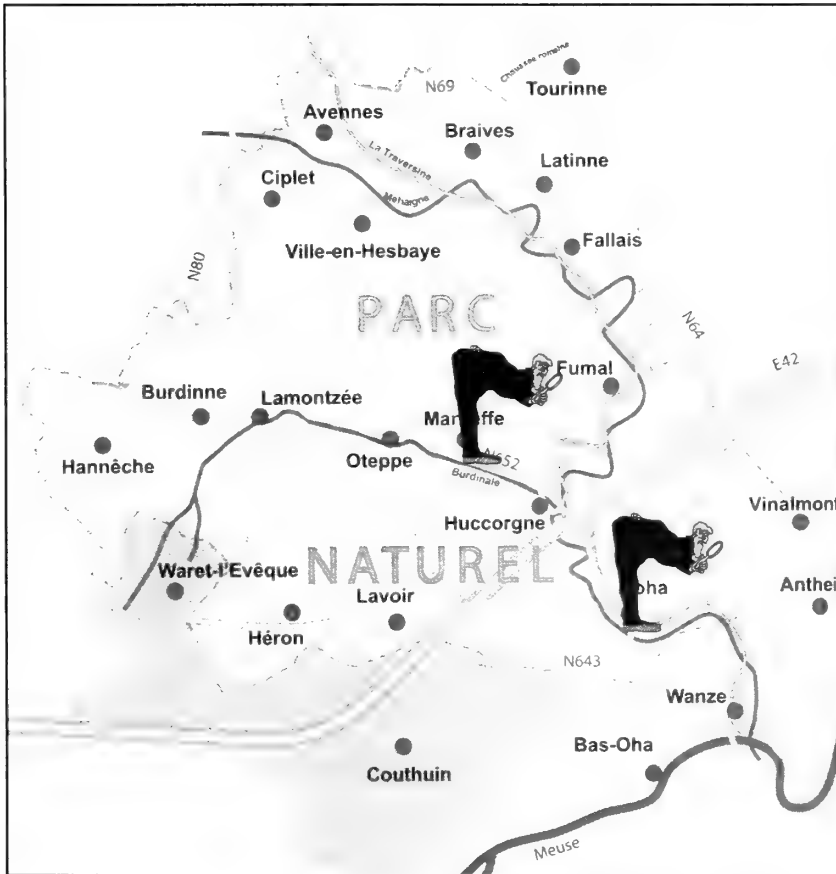 Chaussée romaine
Tourinne
N69
Avennes
Braives
La Traversine
Latinne
Ciplet
Mehaigne
Ville-en-Hesbaye
Fallais
N80
PARC
N64
E42
Fumal
Burdinne
Lamontzée
Hannêche
Oteppe
N652
Burdinale
Huccorgne
Vinalmont
NATUREL
Waret-l'Evêque
Lavoir
Héron
N643
Wanze
Bas-Oha
Couthuin
Meuse